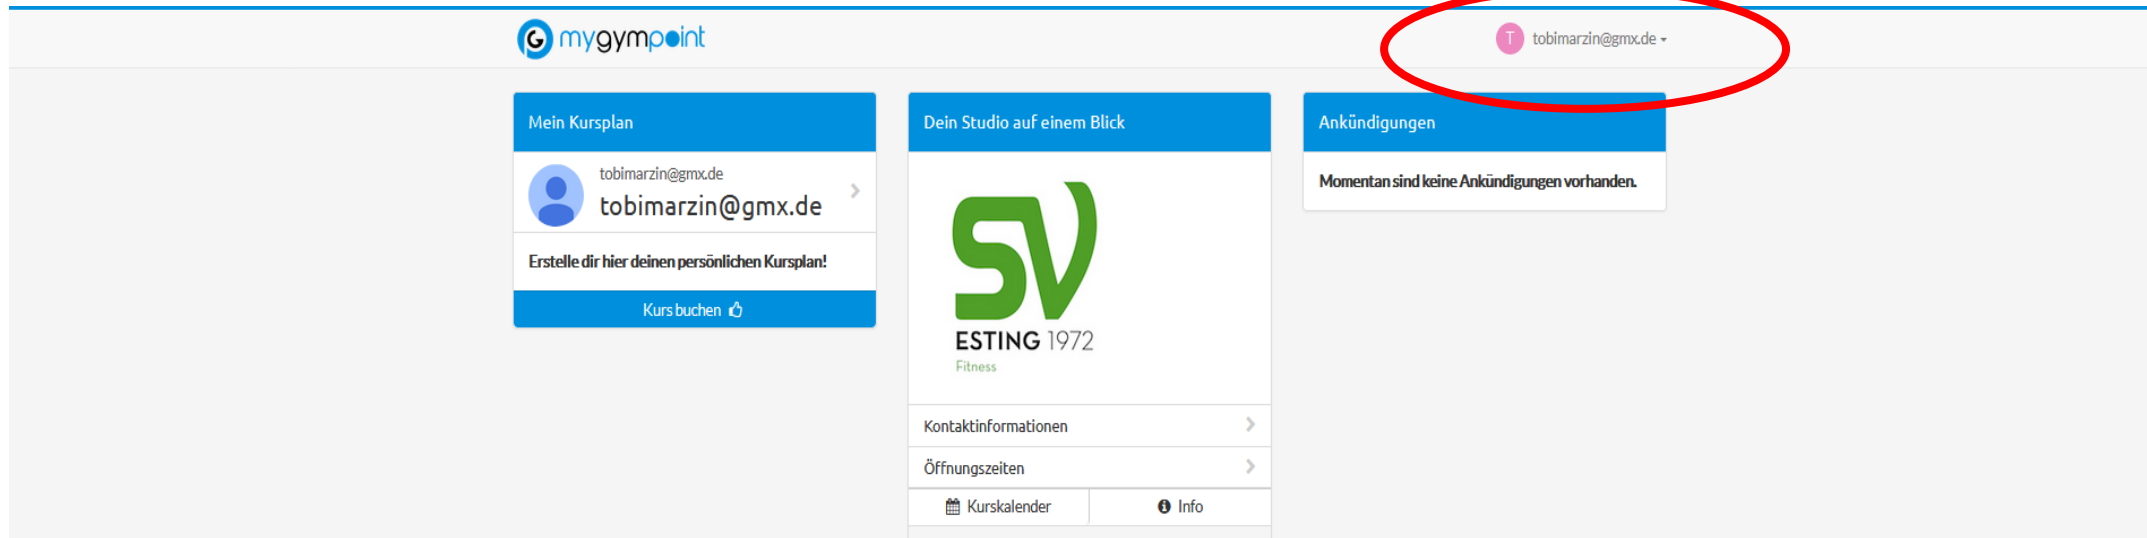 G mygympoint
T tobimarzin@gmx.de
Mein Kursplan
tobimarzin@gmx.de
tobimarzin@gmx.de
Erstelle dir hier deinen persönlichen Kursplan!
Kurs buchen
Dein Studio auf einem Blick
SV
ESTING 1972
Fitness
Kontaktinformationen
Öffnungszeiten
Kurskalender
Info
Ankündigungen
Momentan sind keine Ankündigungen vorhanden.